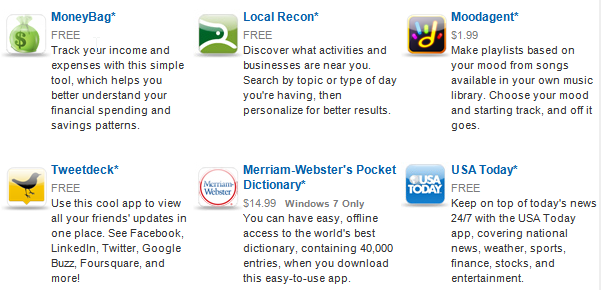 MoneyBag*
FREE
Track your income and
expenses with this simple
tool, which helps you
better understand your
financial spending and
savings patterns.
Local Recon*
FREE
Discover what activities and
businesses are near you.
Search by topic or type of day
you're having, then
personalize for better results.
Moodagent*
$1.99
Make playlists based on
your mood from songs
available in your own music
library. Choose your mood
and starting track, and off it
goes.
Tweetdeck*
FREE
Use this cool app to view
all your friends' updates in
one place. See Facebook,
LinkedIn, Twitter, Google
Buzz, Foursquare, and
more!
Merriam-
Webster
Merriam-Webster's Pocket
Dictionary*
$14.99 Windows 7 Only
You can have easy, offline
access to the world's best
dictionary, containing 40,000
entries, when you download
this easy-to-use app.
USA
TODAY
USA Today*
FREE
Keep on top of today's news
24/7 with the USA Today
app, covering national
news, weather, sports,
finance, stocks, and
entertainment.